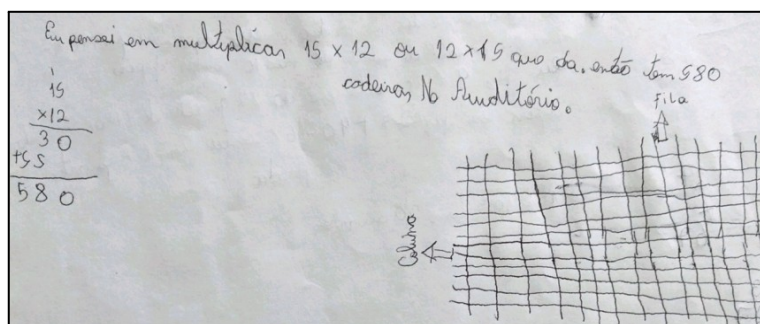 Eu pensei em multiplicar 15 x 12 ou 12 x 15 que da. então tem 580
cadeiras No Auditório.
1
15
x12
30
+55
580
Fila
Coluna